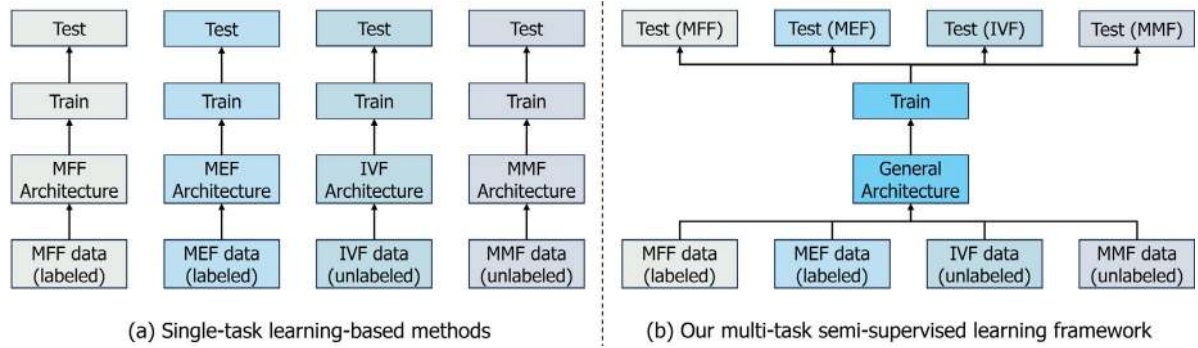 Test
Test
Test
Test
Train
Train
Train
Train
MFF
Architecture
MEF
Architecture
IVF
Architecture
MMF
Architecture
MFF data
(labeled)
MEF data
(labeled)
IVF data
(unlabeled)
MMF data
(unlabeled)
(a) Single-task learning-based methods
Test (MFF)
Test (MEF)
Test (IVF)
Test (MMF)
Train
General
Architecture
MFF data
(labeled)
MEF data
(labeled)
IVF data
(unlabeled)
MMF data
(unlabeled)
(b) Our multi-task semi-supervised learning framework